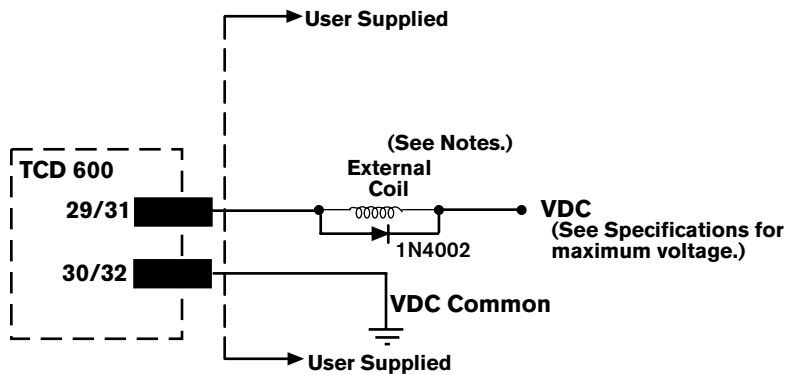 User Supplied
(See Notes.)
External
Coil
TCD 600
29/31
VDC
(See Specifications for
maximum voltage.)
1N4002
30/32
VDC Common
User Supplied